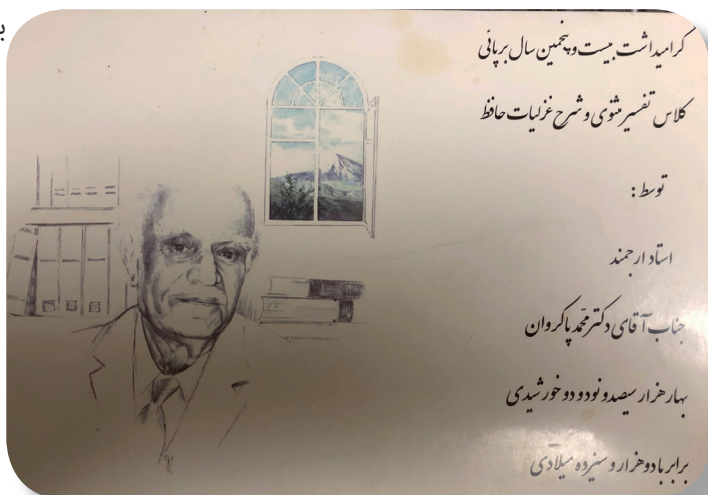 گرامیداشت بیست و پنجمین سال برپائی
کلاس تفسیر مثنوی و شرح غزلیات حافظ
توسط :
استاد ارجمند
جناب آقای دکتر محمّد پاکروان
بهار هزار سیصد و نود و دو خورشیدی
برابر با دو هزار و سیزده میلادی